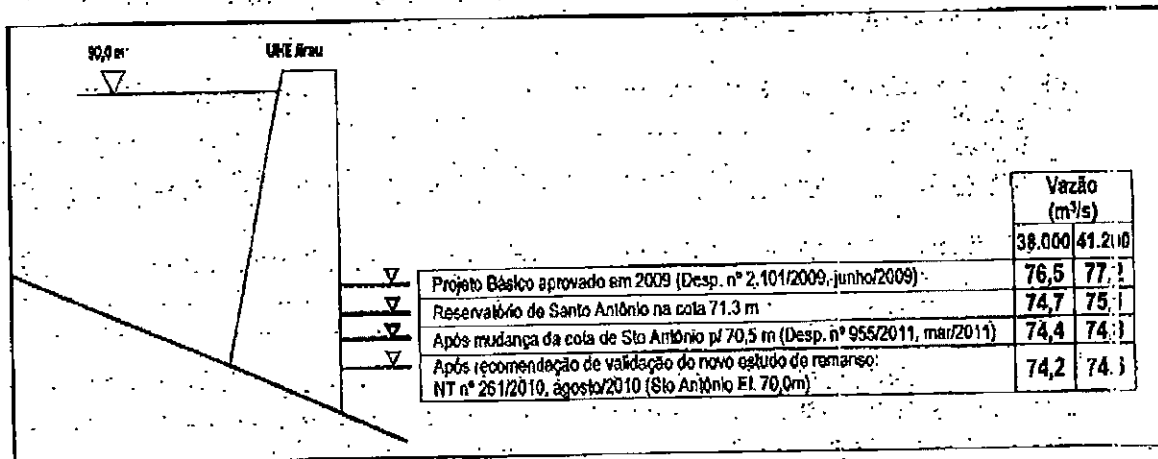 90,0 m
UHE Jirau
Vazão
(m³/s)
38.000 41.200
Projeto Básico aprovado em 2009 (Desp. nº 2.101/2009, junho/2009) 76,5
Reservatório de Santo Antônio na cota 71.3 m 74,7
Após mudança da cota de Sto Antônio p/ 70,5 m (Desp. nº 955/2011, mar/2011) 74,4
Após recomendação de validação do novo estudo de remanso:
NT nº 261/2010, agosto/2010 (Sto Antônio El. 70,0m) 74,2